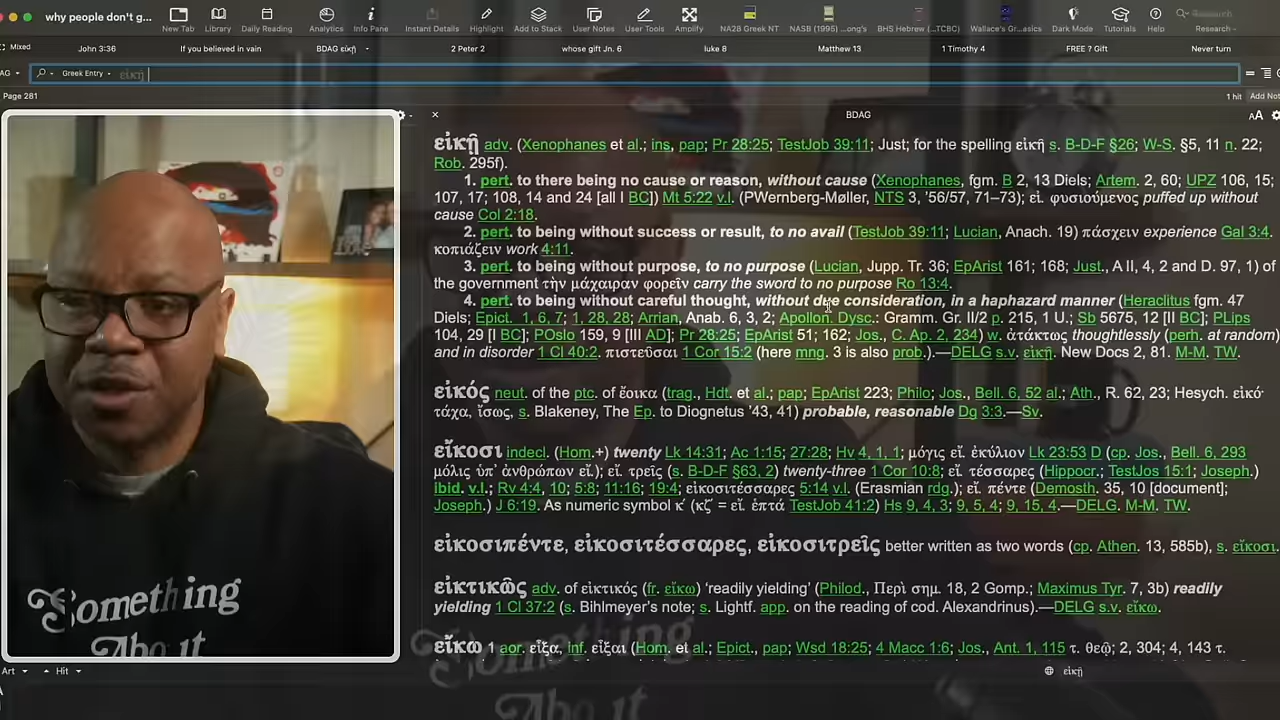 why people don't g...
New Tab
Library
Daily Reading
Analytics
Info Pane
Instant Details
Highlight
Add to Stack
User Notes
User Tools
Amplify
NA28 Greek NT
NASB (1995) ...ong's)
BHS Hebrew (...TCBC)
Wallace's Gr...asics
Dark Mode
Tutorials
Help
Research
Mixed
John 3:36
If you believed in vain
BDAG εἰκῇ
2 Peter 2
whose gift Jn. 6
luke 8
Matthew 13
1 Timothy 4
FREE ? Gift
Never turn
AG
Greek Entry
εἰκῇ
Page 281
1 hit
Add Not
BDAG
AA
εἰκῇ adv. (Xenophanes et al.; ins, pap; Pr 28:25; TestJob 39:11; Just; for the spelling εἰκῆ s. B-D-F §26; W-S. §5, 11 n. 22;
Rob. 295f).
1. pert. to there being no cause or reason, without cause (Xenophanes, fgm. B 2, 13 Diels; Artem. 2, 60; UPZ 106, 15;
107, 17; 108, 14 and 24 [all I BC]) Mt 5:22 v.l. (PWernberg-Møller, NTS 3, '56/57, 71–73); εἰ. φυσιούμενος puffed up without
cause Col 2:18.
2. pert. to being without success or result, to no avail (TestJob 39:11; Lucian, Anach. 19) πάσχειν experience Gal 3:4.
κοπιάζειν work 4:11.
3. pert. to being without purpose, to no purpose (Lucian, Jupp. Tr. 36; EpArist 161; 168; Just., A II, 4, 2 and D. 97, 1) of
the government τὴν μάχαιραν φορεῖν carry the sword to no purpose Ro 13:4.
4. pert. to being without careful thought, without due consideration, in a haphazard manner (Heraclitus fgm. 47
Diels; Epict. 1, 6, 7; 1, 28, 28; Arrian, Anab. 6, 3, 2; Apollon. Dysc.: Gramm. Gr. II/2 p. 215, 1 U.; Sb 5675, 12 [II BC]; PLips
104, 29 [I BC]; POslo 159, 9 [III AD]; Pr 28:25; EpArist 51; 162; Jos., C. Ap. 2, 234) w. ἀτάκτως thoughtlessly (perh. at random)
and in disorder 1 Cl 40:2. πιστεῦσαι 1 Cor 15:2 (here mng. 3 is also prob.).—DELG s.v. εἰκῇ. New Docs 2, 81. M-M. TW.
εἰκός neut. of the ptc. of ἔοικα (trag., Hdt. et al.; pap; EpArist 223; Philo; Jos., Bell. 6, 52 al.; Ath., R. 62, 23; Hesych. εἰκό·
τάχα, ἴσως, s. Blakeney, The Ep. to Diognetus '43, 41) probable, reasonable Dg 3:3.—Sv.
εἴκοσι indecl. (Hom.+) twenty Lk 14:31; Ac 1:15; 27:28; Hv 4, 1, 1; μόγις εἴ. ἐκύλιον Lk 23:53 D (cp. Jos., Bell. 6, 293
μόλις ὑπ' ἀνθρώπων εἴ.); εἴ. τρεῖς (s. B-D-F §63, 2) twenty-three 1 Cor 10:8; εἴ. τέσσαρες (Hippocr.; TestJos 15:1; Joseph.)
ibid. v.l.; Rv 4:4, 10; 5:8; 11:16; 19:4; εἰκοσιτέσσαρες 5:14 v.l. (Erasmian rdg.); εἴ. πέντε (Demosth. 35, 10 [document];
Joseph.) J 6:19. As numeric symbol κʹ (κζʹ = εἴ. ἑπτά TestJob 41:2) Hs 9, 4, 3; 9, 5, 4; 9, 15, 4.—DELG. M-M. TW.
εἰκοσιπέντε, εἰκοσιτέσσαρες, εἰκοσιτρεῖς better written as two words (cp. Athen. 13, 585b), s. εἴκοσι.
εἰκτικῶς adv. of εἰκτικός (fr. εἴκω) 'readily yielding' (Philod., Περὶ σημ. 18, 2 Gomp.; Maximus Tyr. 7, 3b) readily
yielding 1 Cl 37:2 (s. Bihlmeyer's note; s. Lightf. app. on the reading of cod. Alexandrinus).—DELG s.v. εἴκω.
εἴκω 1 aor. εἶξα, inf. εἶξαι (Hom. et al.; Epict., pap; Wsd 18:25; 4 Macc 1:6; Jos., Ant. 1, 115 τ. θεῷ; 2, 304; 4, 143 τ.
Art
Hit
εἰκῇ
Something
About
Something
About